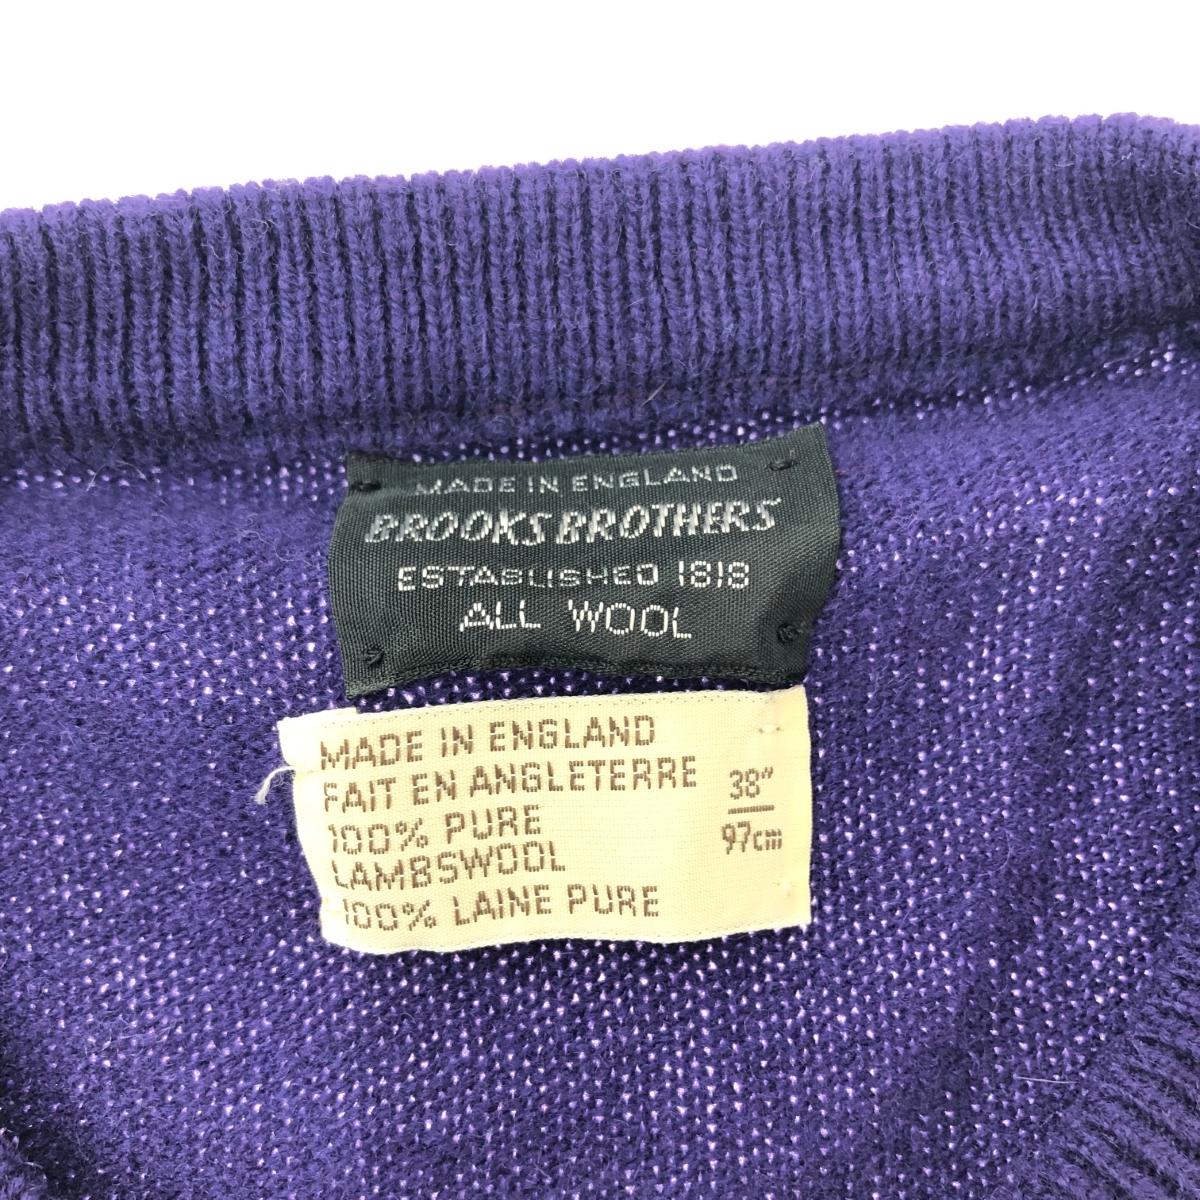 MADE IN ENGLAND
BROOKS BROTHERS
ESTABLISHED 1818
ALL WOOL
MADE IN ENGLAND
FAIT EN ANGLETERRE
100% PURE
LAMBSWOOL
100% LAINE PURE
38"
97cm